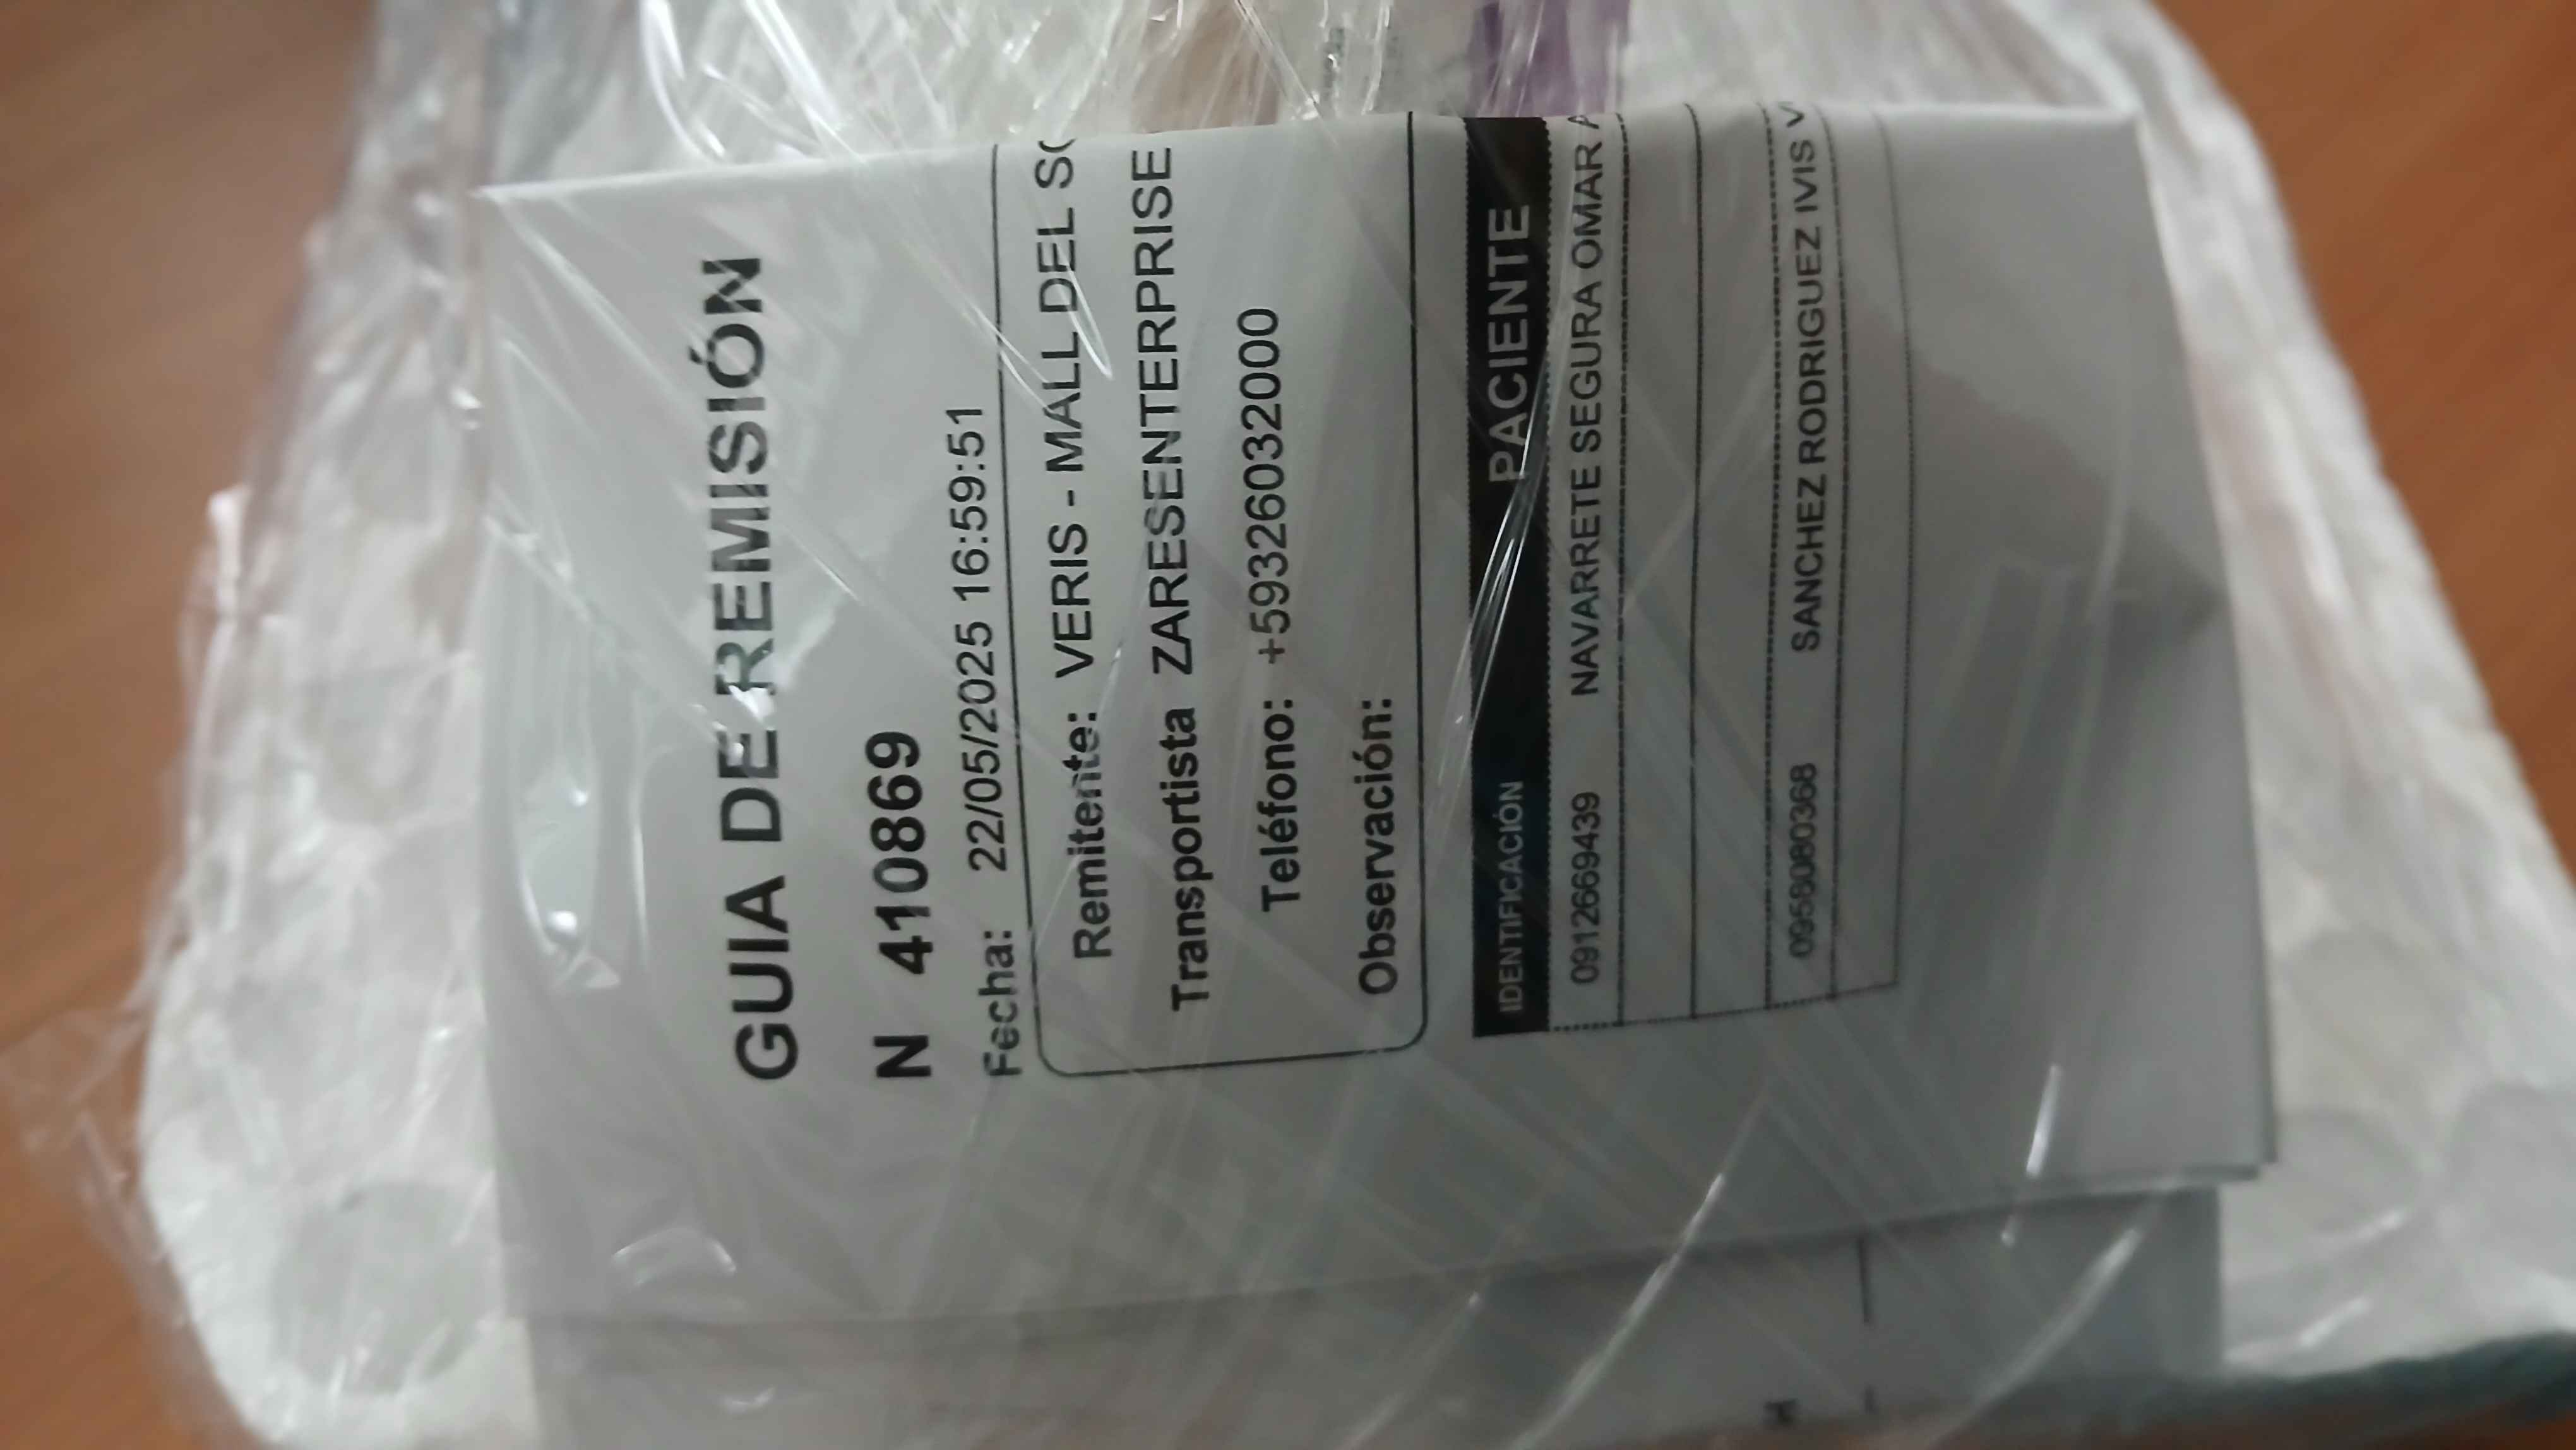 GUIA DE REMISIÓN
N 410869
Fecha: 22/05/2025 16:59:51
Remitente: VERIS - MALL DEL
Transportista ZARESENTERPRISE
Teléfono: +59326032000
Observación:
IDENTIFICACIÓN PACIENTE
0912669439 NAVARRETE SEGURA OMAR A
0956080368 SANCHEZ RODRIGUEZ IVIS